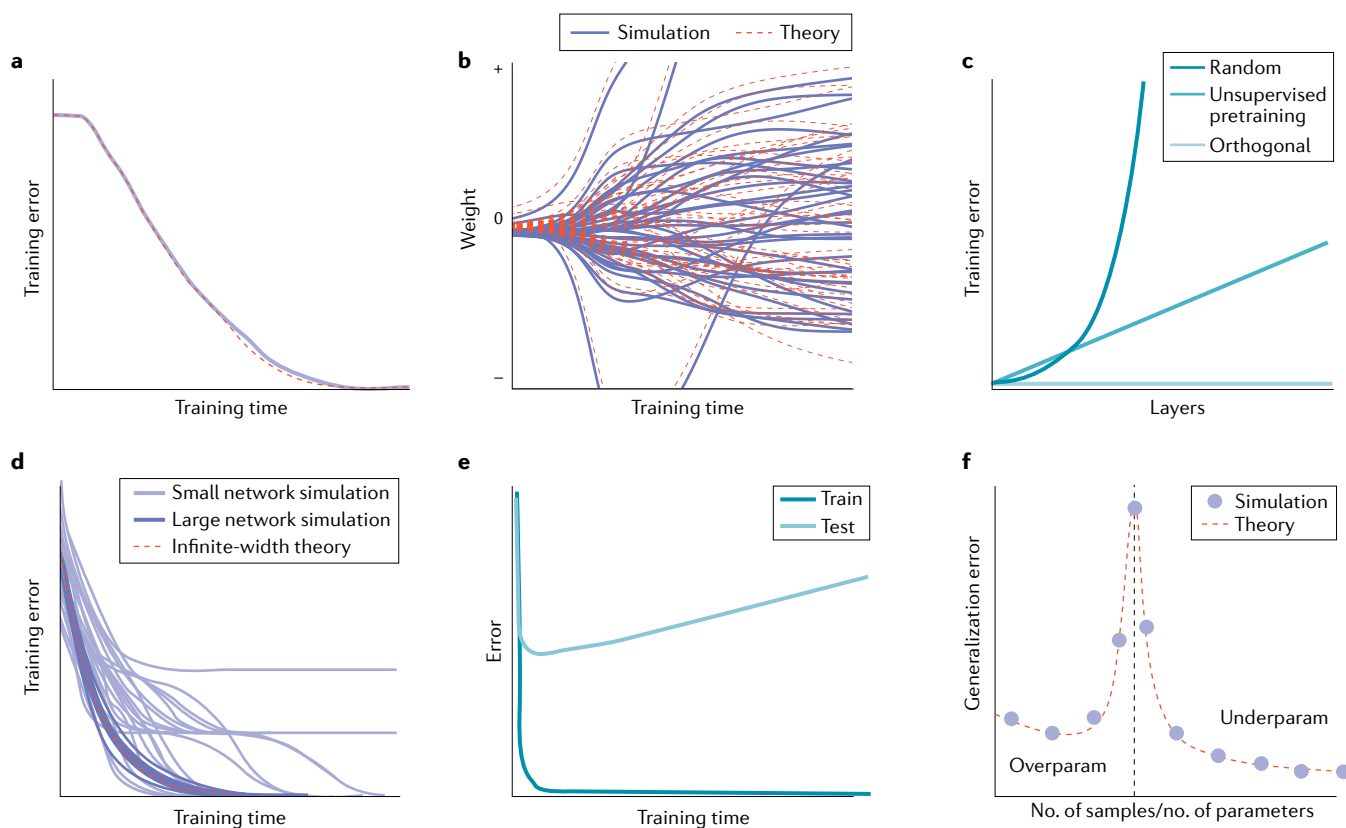 Simulation
Theory
a
Training error
Training time
b
+
0
−
Weight
Training time
c
Random
Unsupervised
pretraining
Orthogonal
Training error
Layers
d
Small network simulation
Large network simulation
Infinite-width theory
Training error
Training time
e
Train
Test
Error
Training time
f
Simulation
Theory
Generalization error
Underparam
Overparam
No. of samples/no. of parameters